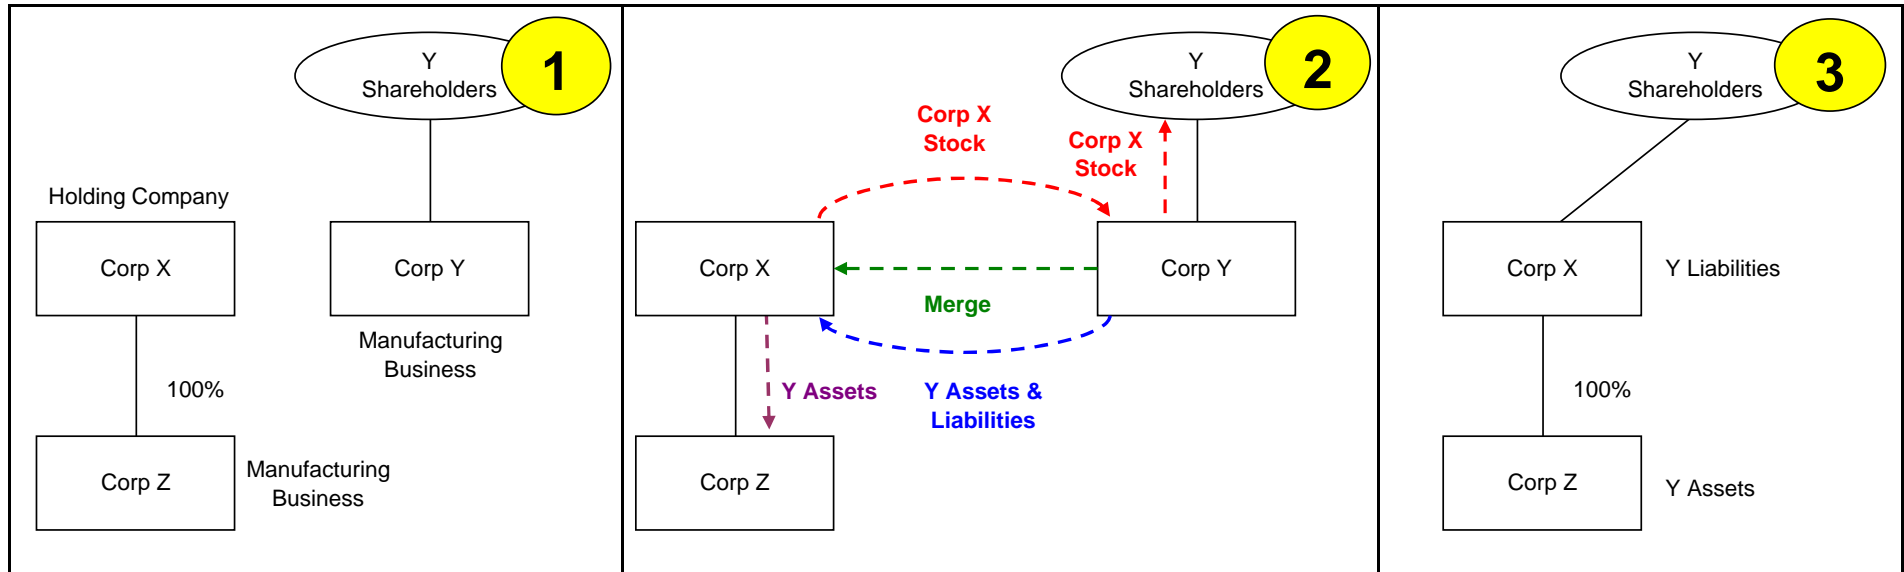 Y
Shareholders
1
Holding Company
Corp X
Corp Y
Manufacturing
Business
100%
Corp Z
Manufacturing
Business
Y
Shareholders
2
Corp X
Stock
Corp X
Stock
Corp X
Corp Y
Merge
Y Assets
Y Assets &
Liabilities
Corp Z
Y
Shareholders
3
Corp X
Y Liabilities
100%
Corp Z
Y Assets